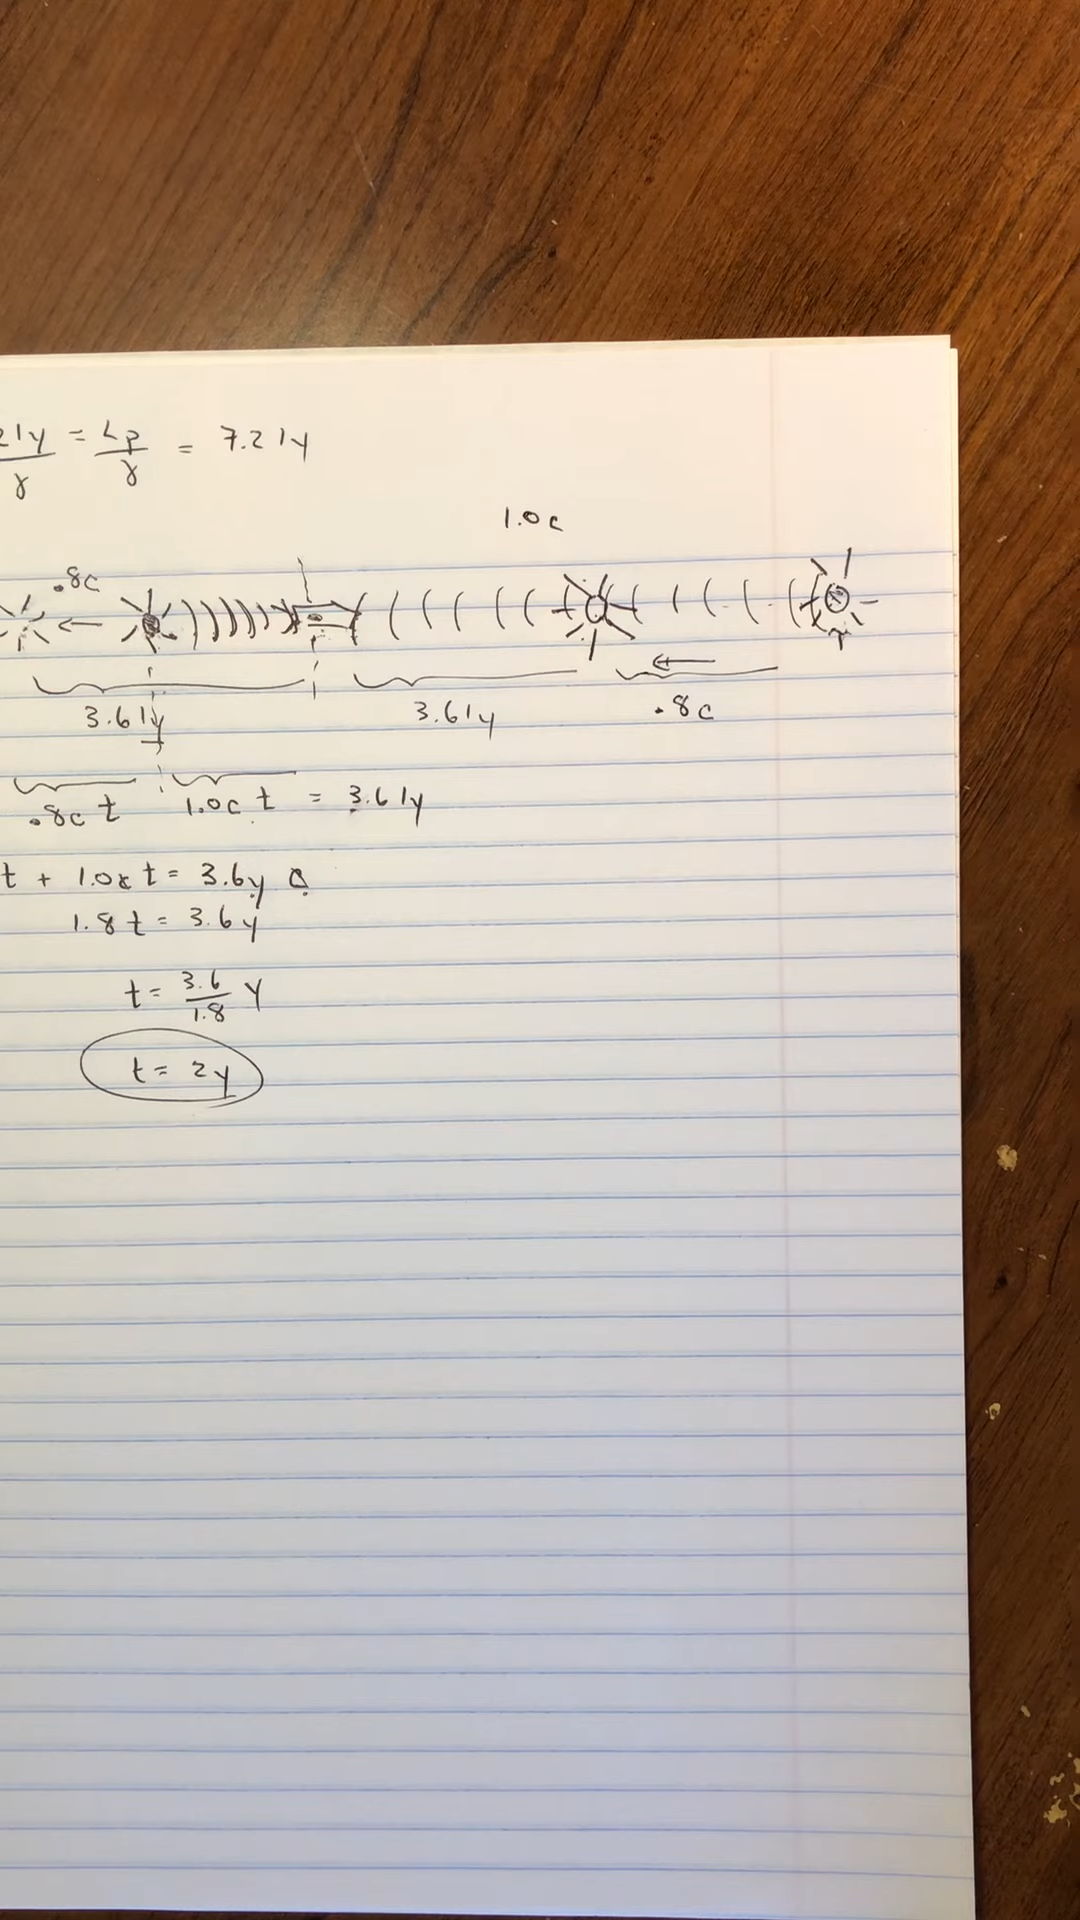 21y/γ = Lp/γ = 7.2 ly
1.0c
.8c
3.6 ly 3.6 ly .8c
.8c t 1.0c t = 3.6 ly
t + 1.0c t = 3.6y c
1.8 t = 3.6 y
t = 3.6/1.8 y
t = 2y